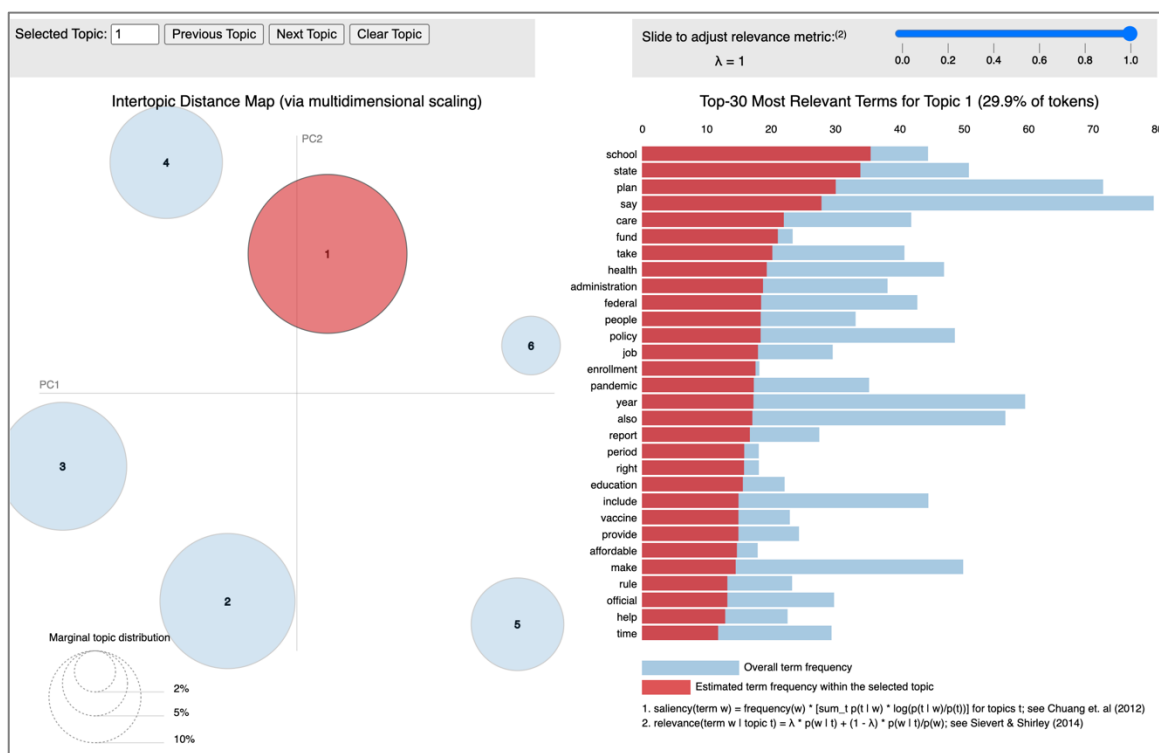 Selected Topic: 1 Previous Topic Next Topic Clear Topic
Slide to adjust relevance metric:(2)
λ = 1
0.0 0.2 0.4 0.6 0.8 1.0
Intertopic Distance Map (via multidimensional scaling)
PC2
PC1
4
1
6
3
2
5
Marginal topic distribution
2%
5%
10%
Top-30 Most Relevant Terms for Topic 1 (29.9% of tokens)
0 10 20 30 40 50 60 70 80
school
state
plan
say
care
fund
take
health
administration
federal
people
policy
job
enrollment
pandemic
year
also
report
period
right
education
include
vaccine
provide
affordable
make
rule
official
help
time
Overall term frequency
Estimated term frequency within the selected topic
1. saliency(term w) = frequency(w) * [sum_t p(t | w) * log(p(t | w)/p(t))] for topics t; see Chuang et. al (2012)
2. relevance(term w | topic t) = λ * p(w | t) + (1 - λ) * p(w | t)/p(w); see Sievert & Shirley (2014)